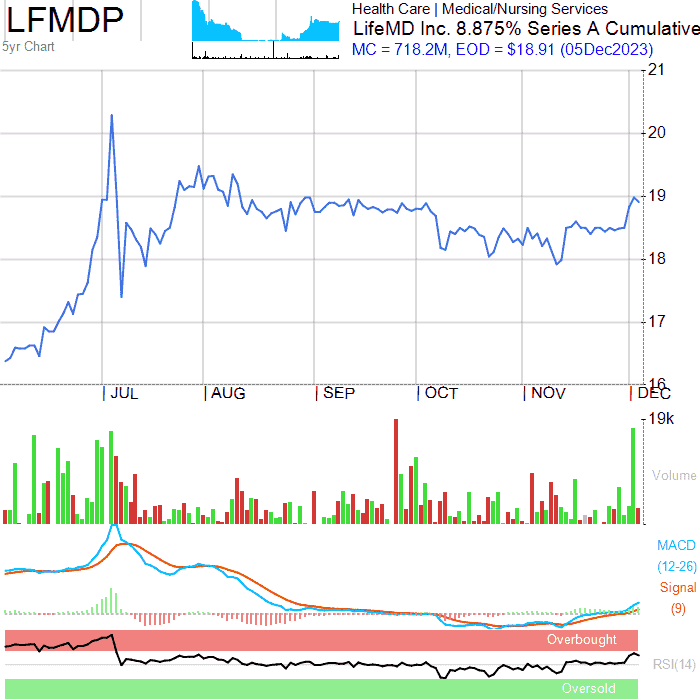 LFMDP
5yr Chart
Health Care | Medical/Nursing Services
LifeMD Inc. 8.875% Series A Cumulative
MC = 718.2M, EOD = $18.91 (05Dec2023)
21
20
19
18
17
16
JUL
AUG
SEP
OCT
NOV
DEC
19k
Volume
MACD
(12-26)
Signal
(9)
Overbought
RSI(14)
Oversold